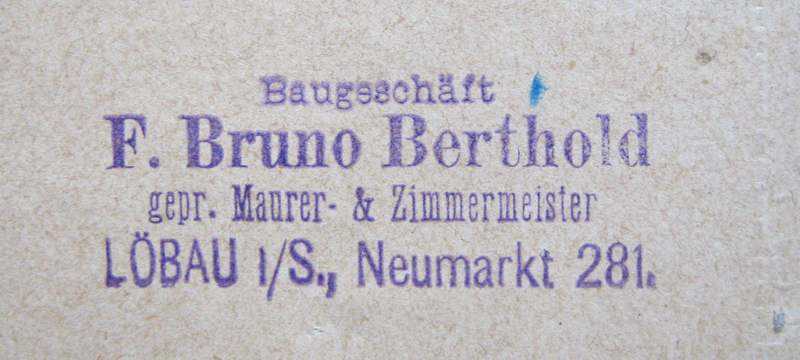 Baugeschäft
F. Bruno Berthold
gepr. Maurer- & Zimmermeister
LÖBAU i/S., Neumarkt 281.